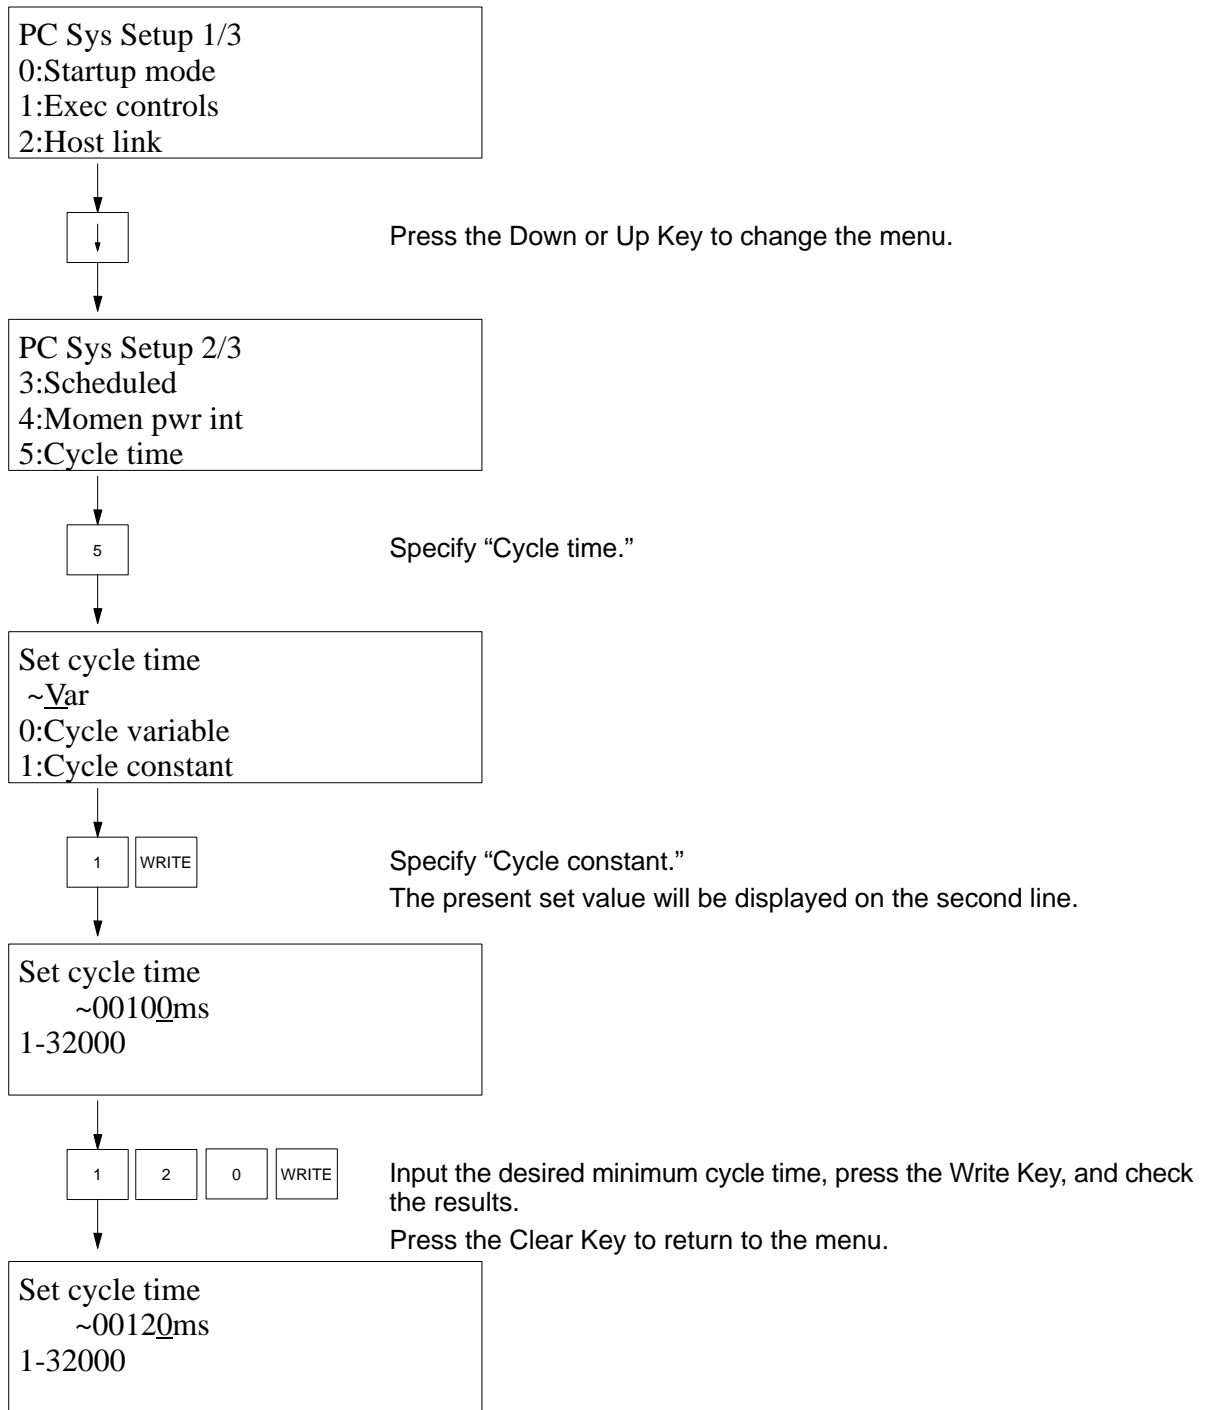 PC Sys Setup 1/3
0:Startup mode
1:Exec controls
2:Host link
Press the Down or Up Key to change the menu.
PC Sys Setup 2/3
3:Scheduled
4:Momen pwr int
5:Cycle time
5
Specify “Cycle time.”
Set cycle time
~Var
0:Cycle variable
1:Cycle constant
1 WRITE
Specify “Cycle constant.”
The present set value will be displayed on the second line.
Set cycle time
~00100ms
1-32000
1 2 0 WRITE
Input the desired minimum cycle time, press the Write Key, and check
the results.
Press the Clear Key to return to the menu.
Set cycle time
~00120ms
1-32000